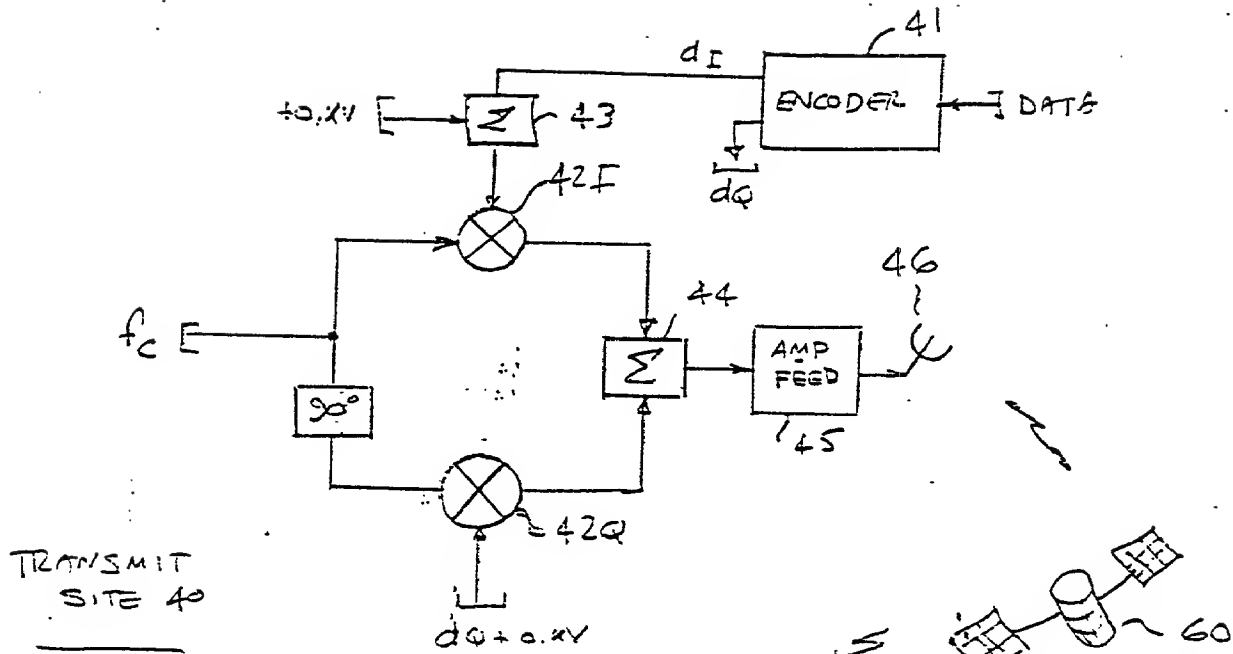 41
dI
ENCODER
DATA
+0.XV
Σ
43
dQ
42I
46
44
fc
Σ
AMP
FEED
90°
45
42Q
TRANSMIT
SITE 40
dQ+0.XV
60